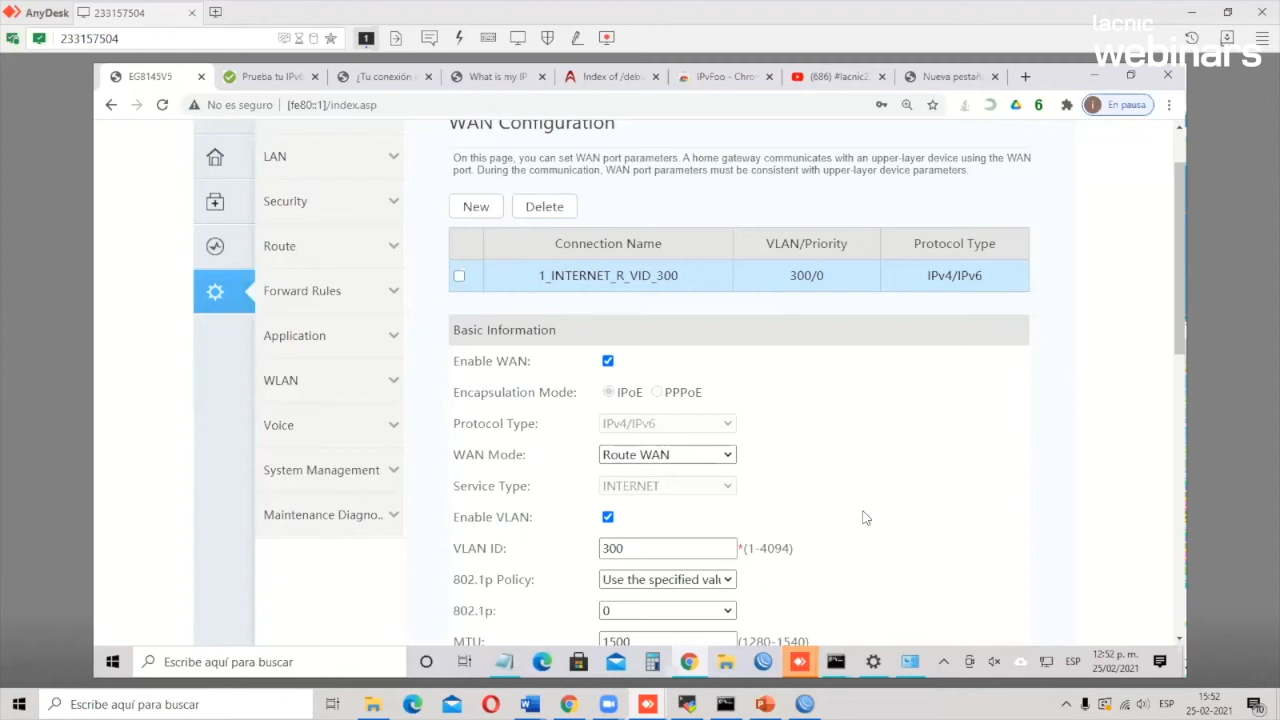 AnyDesk
233157504
233157504
1
lacnic
webinars
EG8145V5
Prueba tu IPv6
¿Tu conexión e
What is my IP
Index of /deb
iPvFoo - Chro
(686) #lacnic
Nueva pestañ
No es seguro
[fe80::1]/index.asp
6
i
En pausa
WAN Configuration
On this page, you can set WAN port parameters. A home gateway communicates with an upper-layer device using the WAN
port. During the communication, WAN port parameters must be consistent with upper-layer device parameters.
LAN
Security
Route
Forward Rules
Application
WLAN
Voice
System Management
Maintenance Diagno..
New Delete
Connection Name VLAN/Priority Protocol Type
1_INTERNET_R_VID_300 300/0 IPv4/IPv6
Basic Information
Enable WAN:
Encapsulation Mode: IPoE PPPoE
Protocol Type: IPv4/IPv6
WAN Mode: Route WAN
Service Type: INTERNET
Enable VLAN:
VLAN ID: 300 *(1-4094)
802.1p Policy: Use the specified valu
802.1p: 0
MTU: 1500 (1280-1540)
Escribe aquí para buscar
ESP
12:52 p. m.
25/02/2021
Escribe aquí para buscar
ESP
15:52
25-02-2021